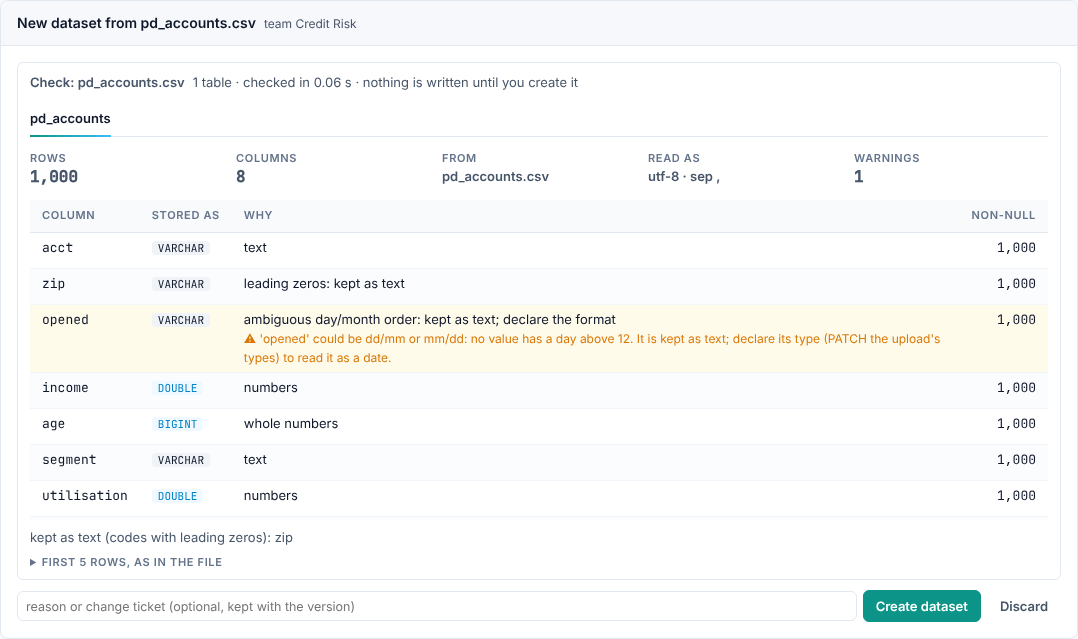 New dataset from pd_accounts.csv team Credit Risk
Check: pd_accounts.csv 1 table · checked in 0.06 s · nothing is written until you create it
pd_accounts
ROWS COLUMNS FROM READ AS WARNINGS
1,000 8 pd_accounts.csv utf-8 · sep , 1
COLUMN STORED AS WHY NON-NULL
acct VARCHAR text 1,000
zip VARCHAR leading zeros: kept as text 1,000
opened VARCHAR ambiguous day/month order: kept as text; declare the format 1,000
⚠ 'opened' could be dd/mm or mm/dd: no value has a day above 12. It is kept as text; declare its type (PATCH the upload's
types) to read it as a date.
income DOUBLE numbers 1,000
age BIGINT whole numbers 1,000
segment VARCHAR text 1,000
utilisation DOUBLE numbers 1,000
kept as text (codes with leading zeros): zip
▶ FIRST 5 ROWS, AS IN THE FILE
reason or change ticket (optional, kept with the version) Create dataset Discard